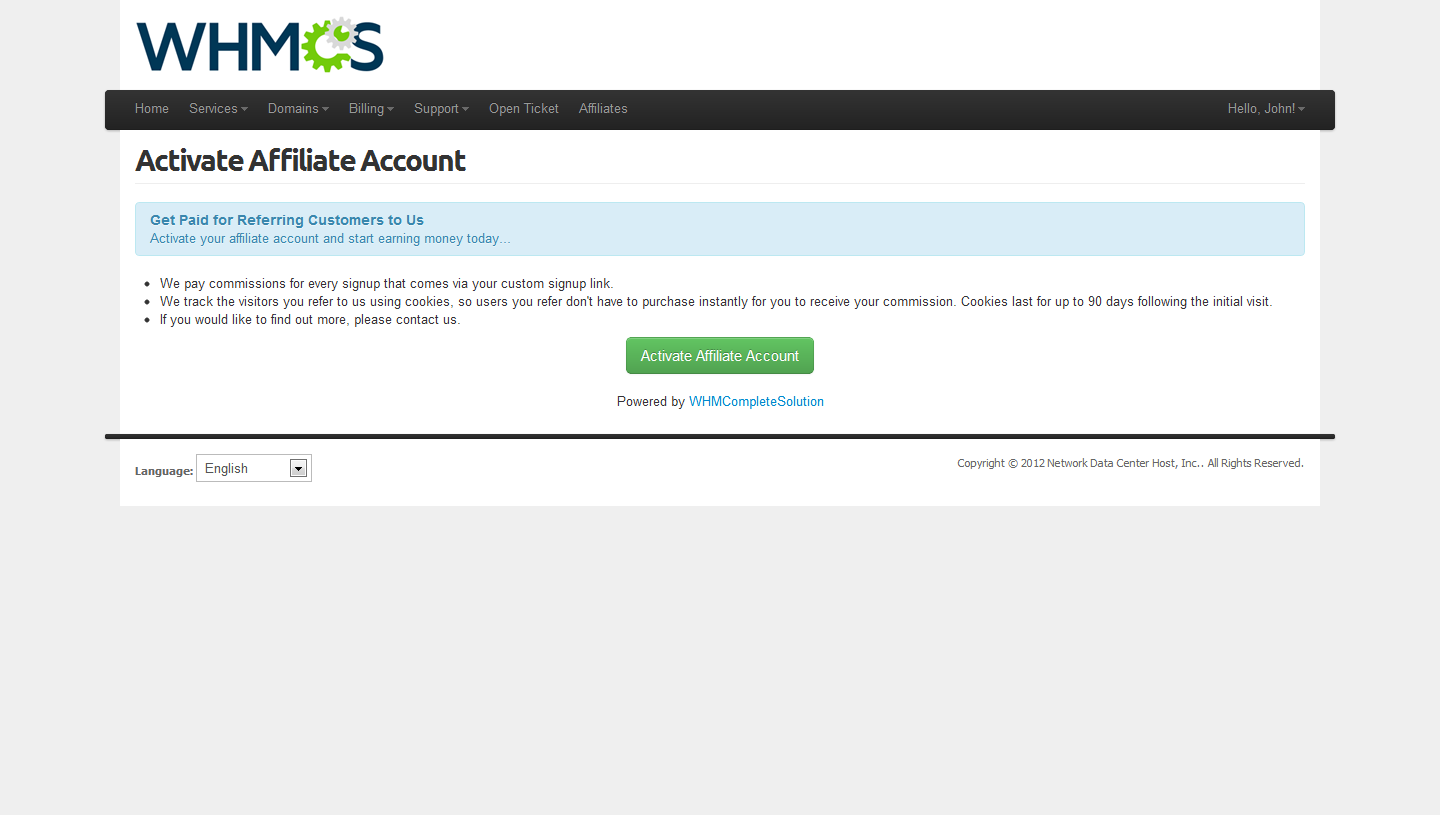 WHMCS
Home Services Domains Billing Support Open Ticket Affiliates Hello, John!
Activate Affiliate Account
Get Paid for Referring Customers to Us
Activate your affiliate account and start earning money today...
We pay commissions for every signup that comes via your custom signup link.
We track the visitors you refer to us using cookies, so users you refer don't have to purchase instantly for you to receive your commission. Cookies last for up to 90 days following the initial visit.
If you would like to find out more, please contact us.
Activate Affiliate Account
Powered by WHMCompleteSolution
Language: English
Copyright © 2012 Network Data Center Host, Inc.. All Rights Reserved.